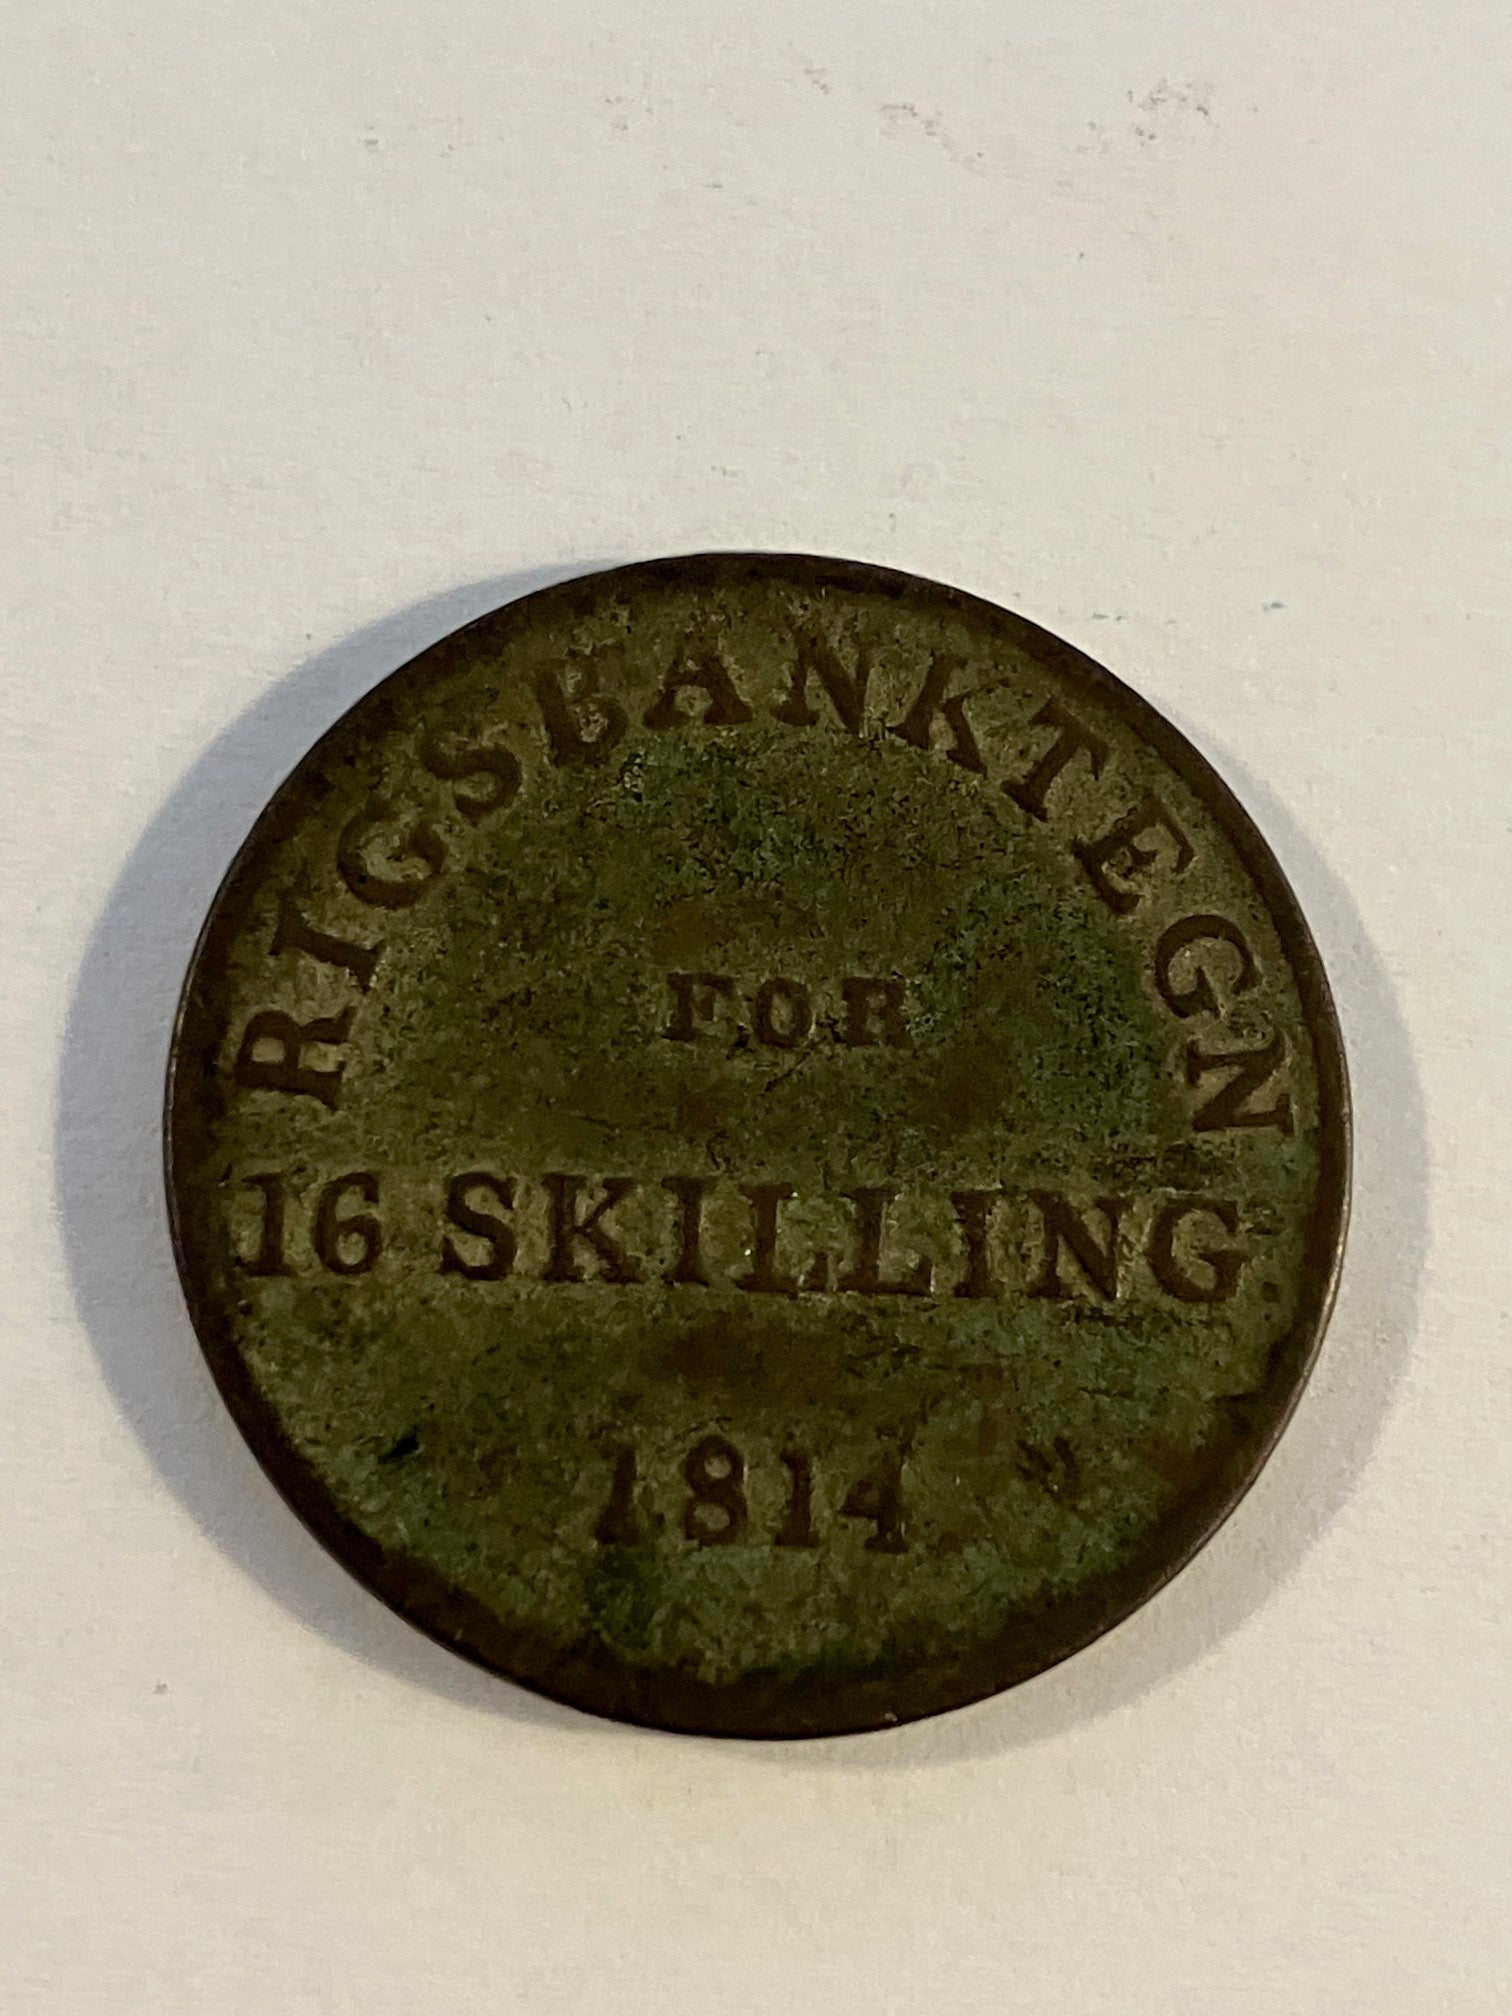 RIGSBANKTEGN
FOR
16 SKILLING
1814